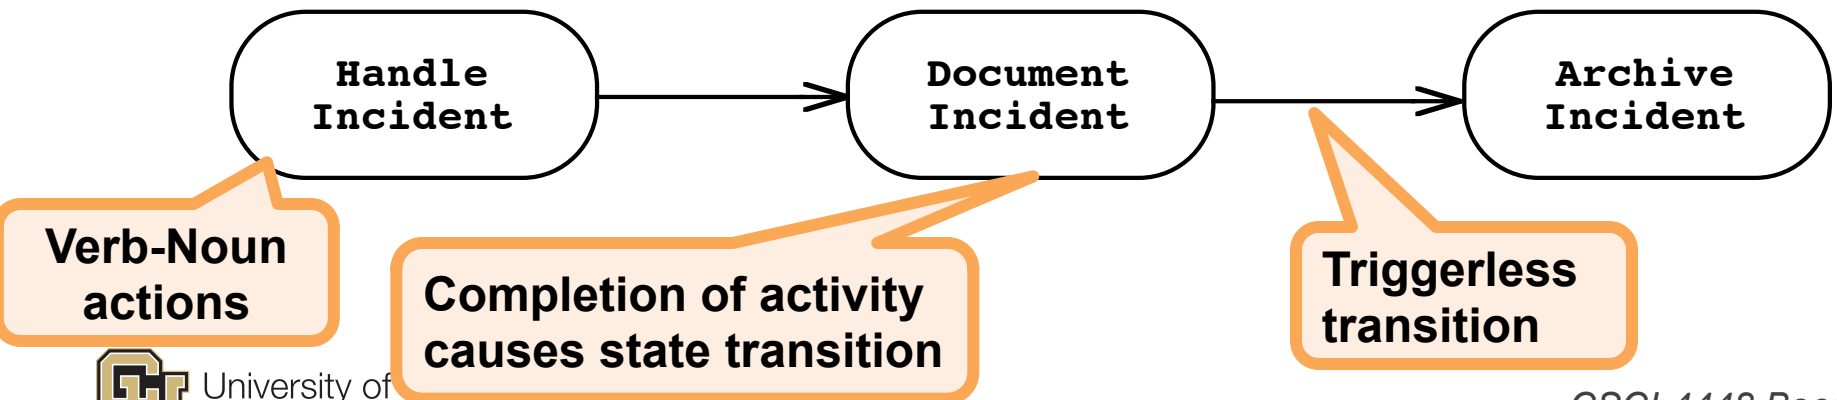 Handle
Incident
Document
Incident
Archive
Incident
Verb-Noun
actions
Completion of activity
causes state transition
Triggerless
transition
University of